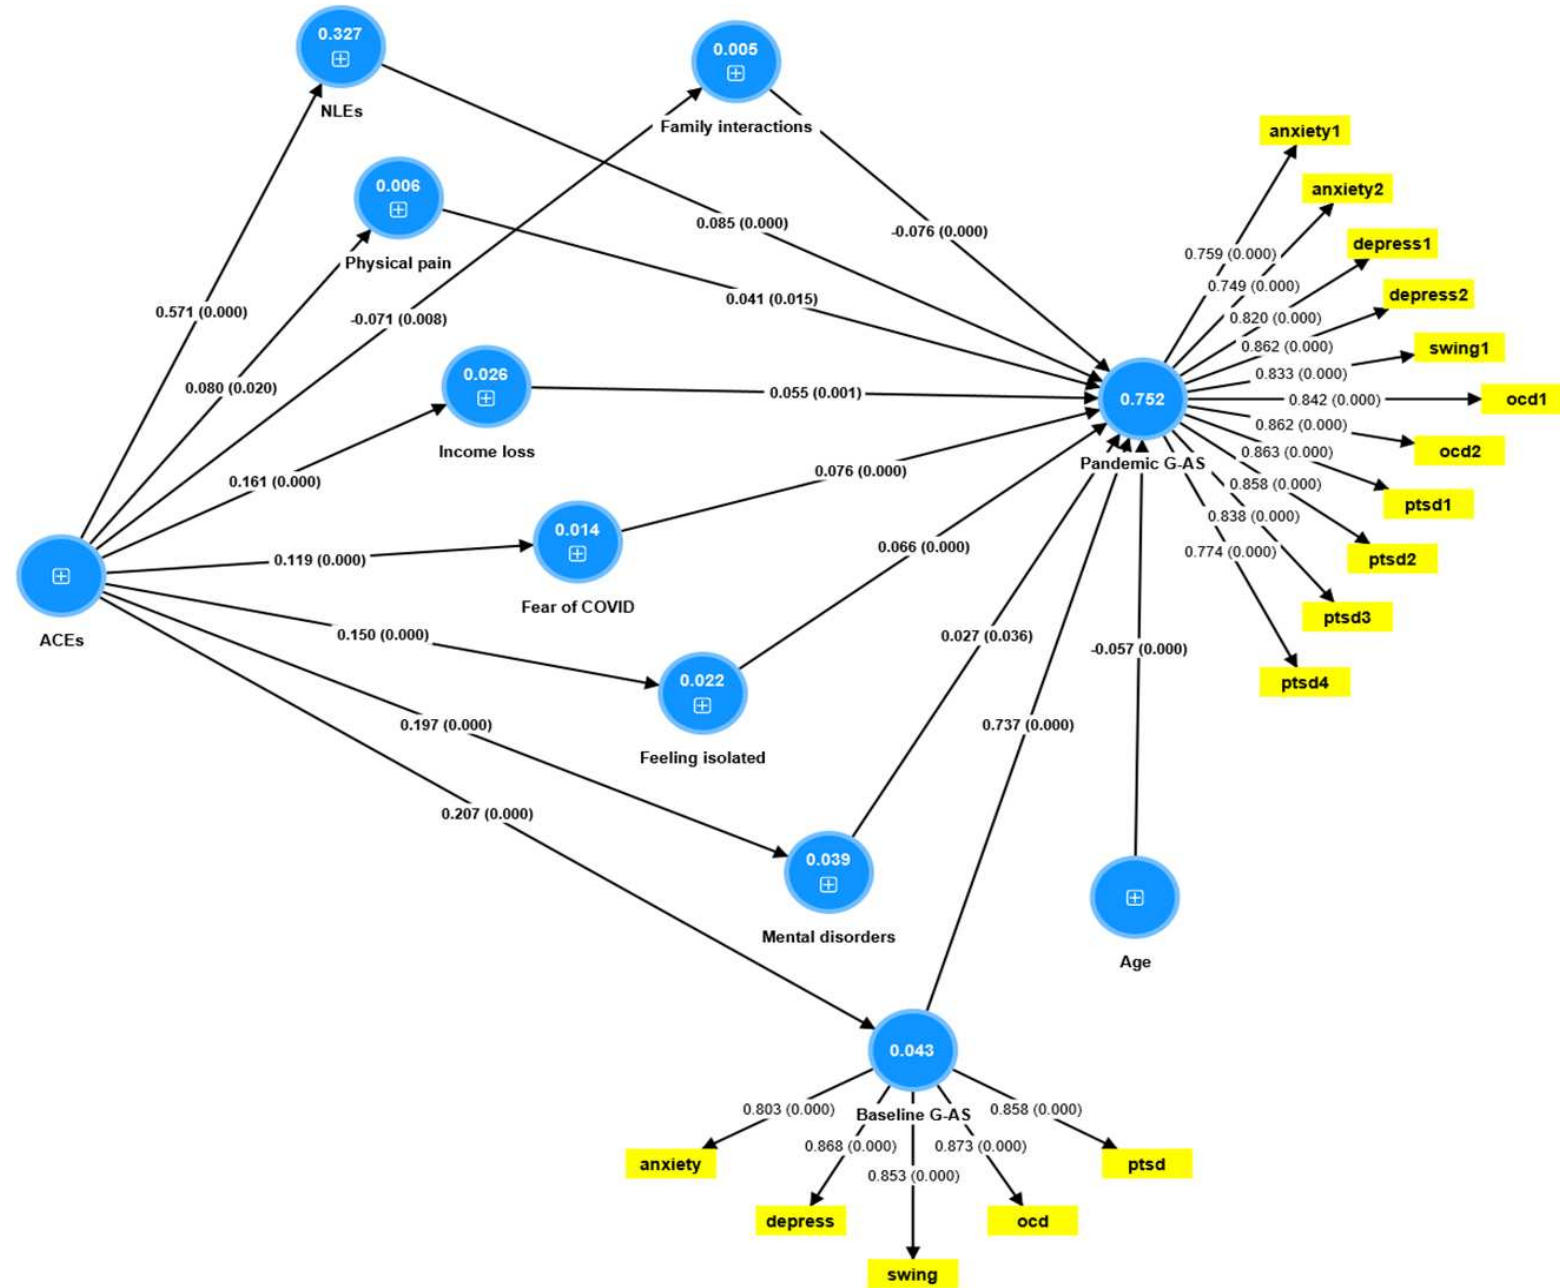 0.327
NLEs
0.005
Family interactions
0.006
Physical pain
0.026
Income loss
0.014
Fear of COVID
0.022
Feeling isolated
0.039
Mental disorders
0.043
Baseline G-AS
0.752
Pandemic G-AS
ACEs
Age
0.571 (0.000)
0.080 (0.020)
-0.071 (0.008)
0.161 (0.000)
0.119 (0.000)
0.150 (0.000)
0.197 (0.000)
0.207 (0.000)
0.085 (0.000)
-0.076 (0.000)
0.041 (0.015)
0.055 (0.001)
0.076 (0.000)
0.066 (0.000)
0.027 (0.036)
0.737 (0.000)
-0.057 (0.000)
0.759 (0.000)
anxiety1
0.749 (0.000)
anxiety2
0.820 (0.000)
depress1
0.862 (0.000)
depress2
0.833 (0.000)
swing1
0.842 (0.000)
ocd1
0.862 (0.000)
ocd2
0.863 (0.000)
ptsd1
0.858 (0.000)
ptsd2
0.838 (0.000)
ptsd3
0.774 (0.000)
ptsd4
0.803 (0.000)
anxiety
0.868 (0.000)
depress
0.853 (0.000)
swing
0.873 (0.000)
ocd
0.858 (0.000)
ptsd